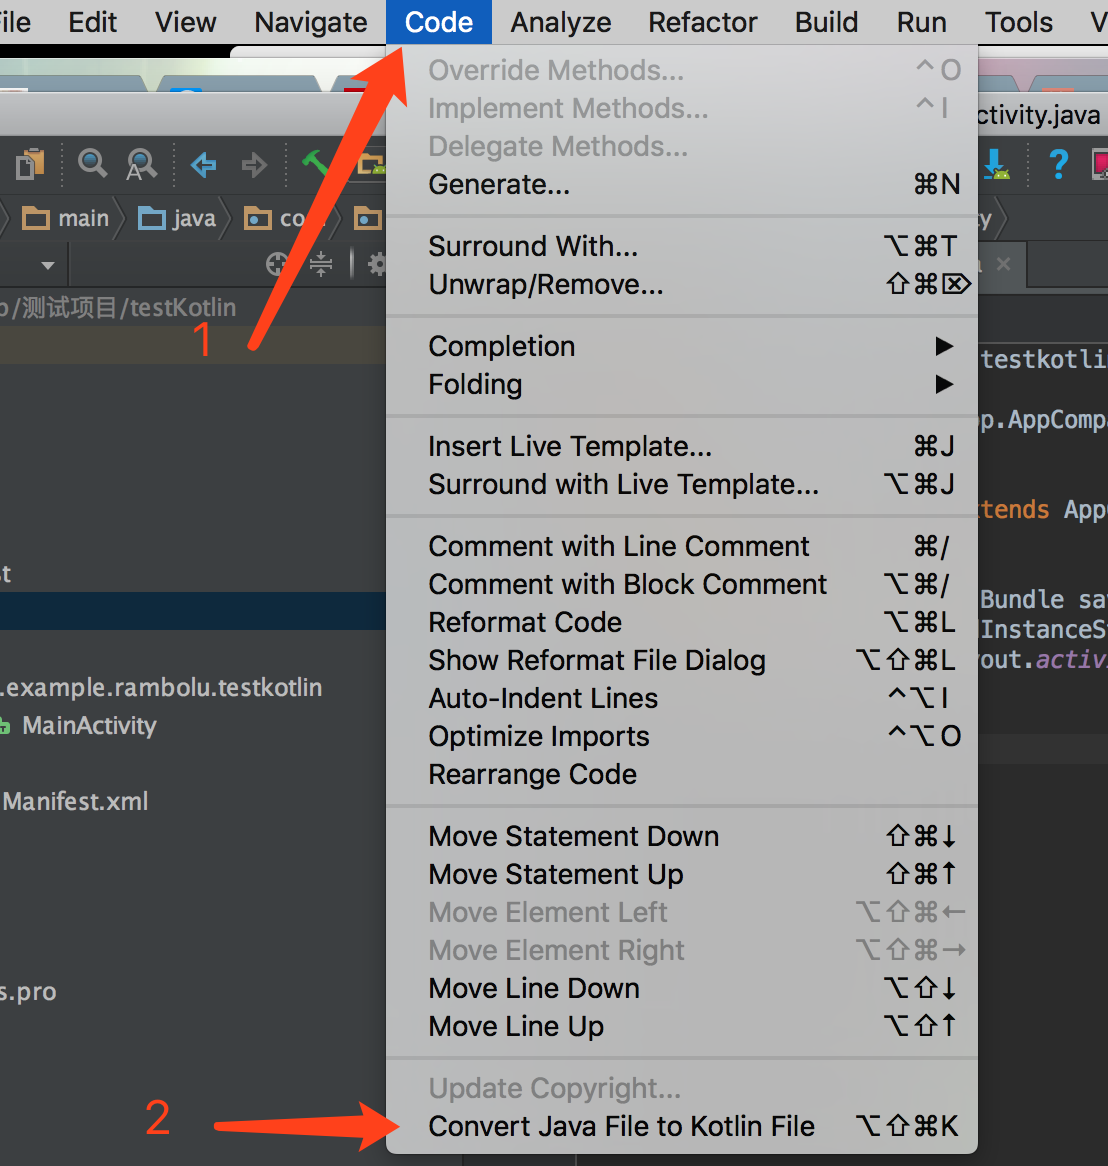 File Edit View Navigate Code Analyze Refactor Build Run Tools V
ctivity.java
main java co
y
/测试项目/testKotlin
1
Override Methods... ^O
Implement Methods... ^I
Delegate Methods...
Generate... ⌘N
Surround With... ⌥⌘T
Unwrap/Remove... ⇧⌘⌦
Completion ▶
Folding ▶
Insert Live Template... ⌘J
Surround with Live Template... ⌥⌘J
Comment with Line Comment ⌘/
Comment with Block Comment ⌥⌘/
Reformat Code ⌥⌘L
Show Reformat File Dialog ⌥⇧⌘L
Auto-Indent Lines ^⌥I
Optimize Imports ^⌥O
Rearrange Code
Move Statement Down ⇧⌘↓
Move Statement Up ⇧⌘↑
Move Element Left ⌥⇧⌘←
Move Element Right ⌥⇧⌘→
Move Line Down ⌥⇧↓
Move Line Up ⌥⇧↑
Update Copyright...
Convert Java File to Kotlin File ⌥⇧⌘K
2
t
.example.rambolu.testkotlin
MainActivity
Manifest.xml
s.pro
testkotlin
p.AppCompa
tends App
Bundle sa
InstanceS
out.activ